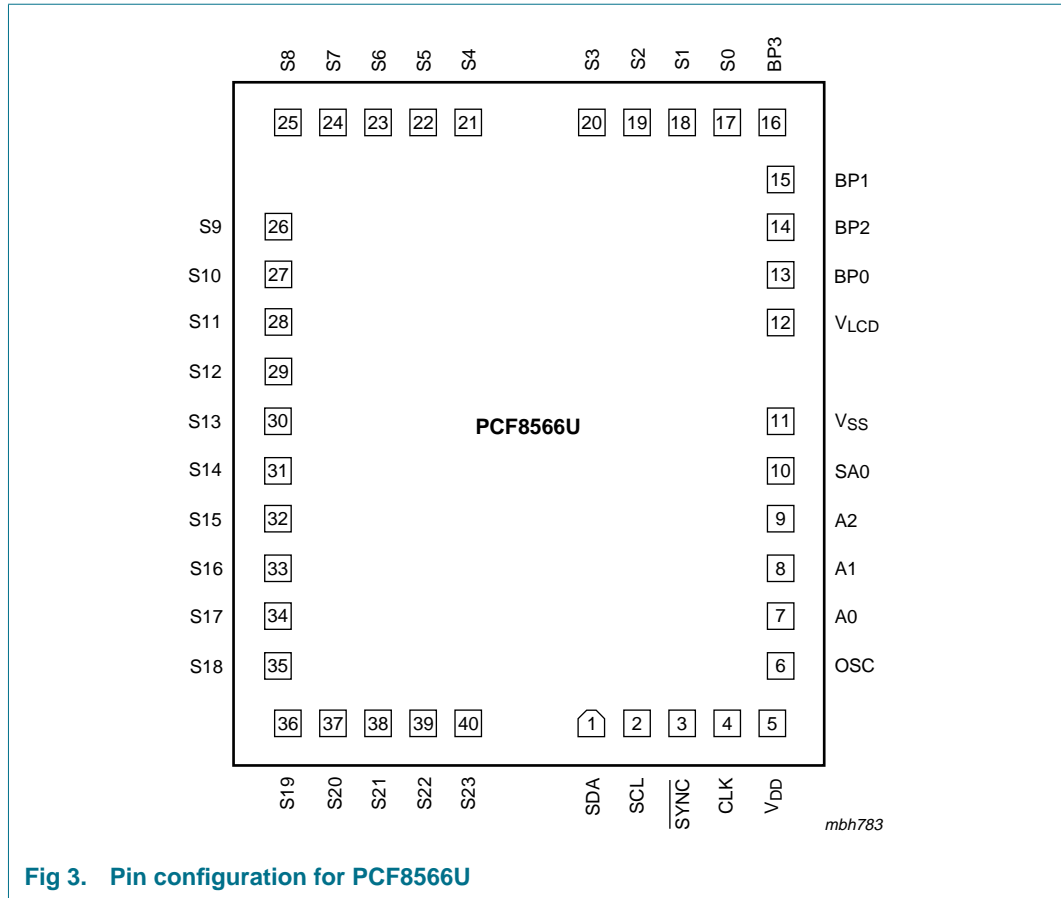 S8 S7 S6 S5 S4 S3 S2 S1 S0 BP3
25 24 23 22 21 20 19 18 17 16
15 BP1
S9 26 14 BP2
S10 27 13 BP0
S11 28 12 VLCD
S12 29
S13 30 PCF8566U 11 VSS
S14 31 10 SA0
S15 32 9 A2
S16 33 8 A1
S17 34 7 A0
S18 35 6 OSC
36 37 38 39 40 1 2 3 4 5
S19 S20 S21 S22 S23 SDA SCL SYNC CLK VDD
mbh783
Fig 3. Pin configuration for PCF8566U